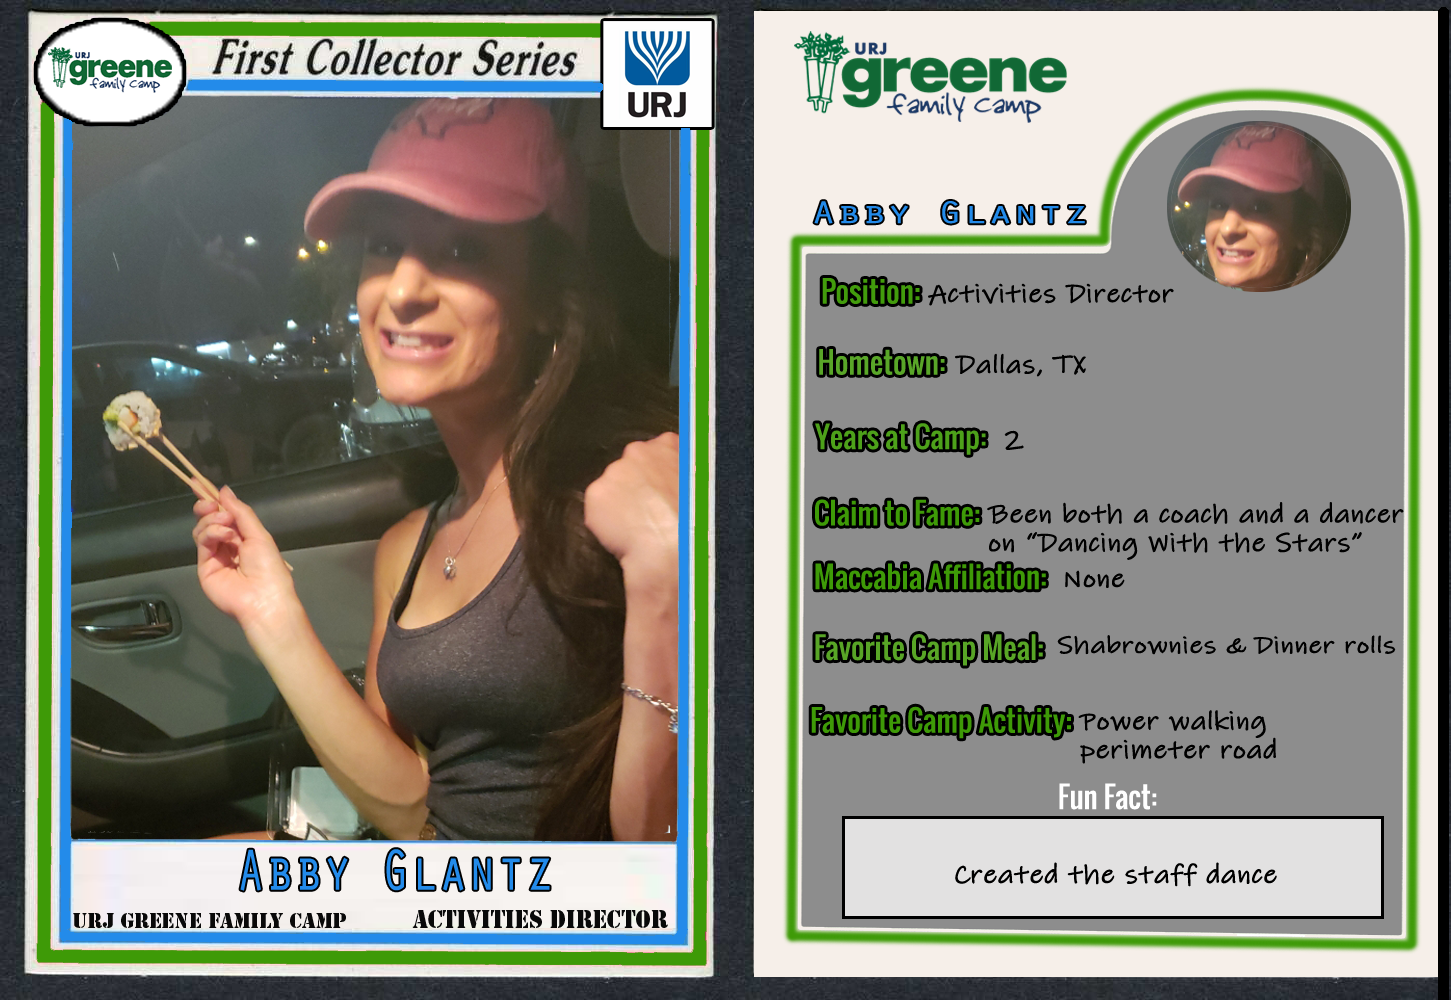 URJ
greene
family camp
First Collector Series
URJ
ABBY GLANTZ
URJ GREENE FAMILY CAMP
ACTIVITIES DIRECTOR
URJ
greene
family camp
ABBY GLANTZ
Position: Activities Director
Hometown: Dallas, TX
Years at Camp: 2
Claim to Fame: Been both a coach and a dancer
on "Dancing With the Stars"
Maccabia Affiliation: None
Favorite Camp Meal: Shabrownies & Dinner rolls
Favorite Camp Activity: Power walking
perimeter road
Fun Fact:
Created the staff dance